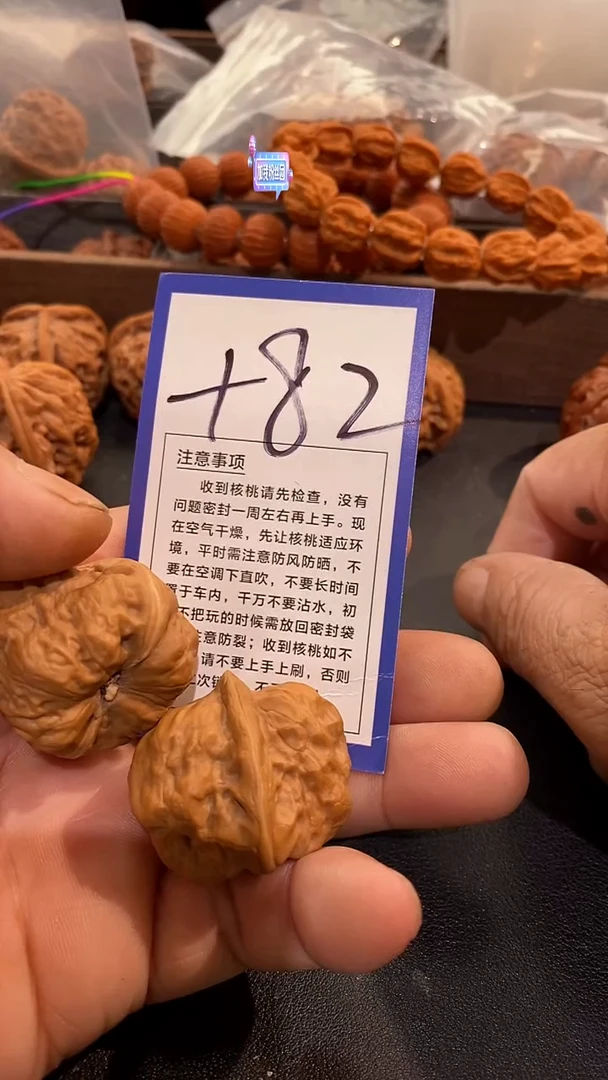 +82
注意事项
收到核桃请先检查，没有
问题密封一周左右再上手。现
在空气干燥，先让核桃适应环
境，平时需注意防风防晒，不
要在空调下直吹，不要长时间
置于车内，千万不要沾水，初
不把玩的时候需放回密封袋
注意防裂；收到核桃如不
请不要上手上刷，否则
二次销